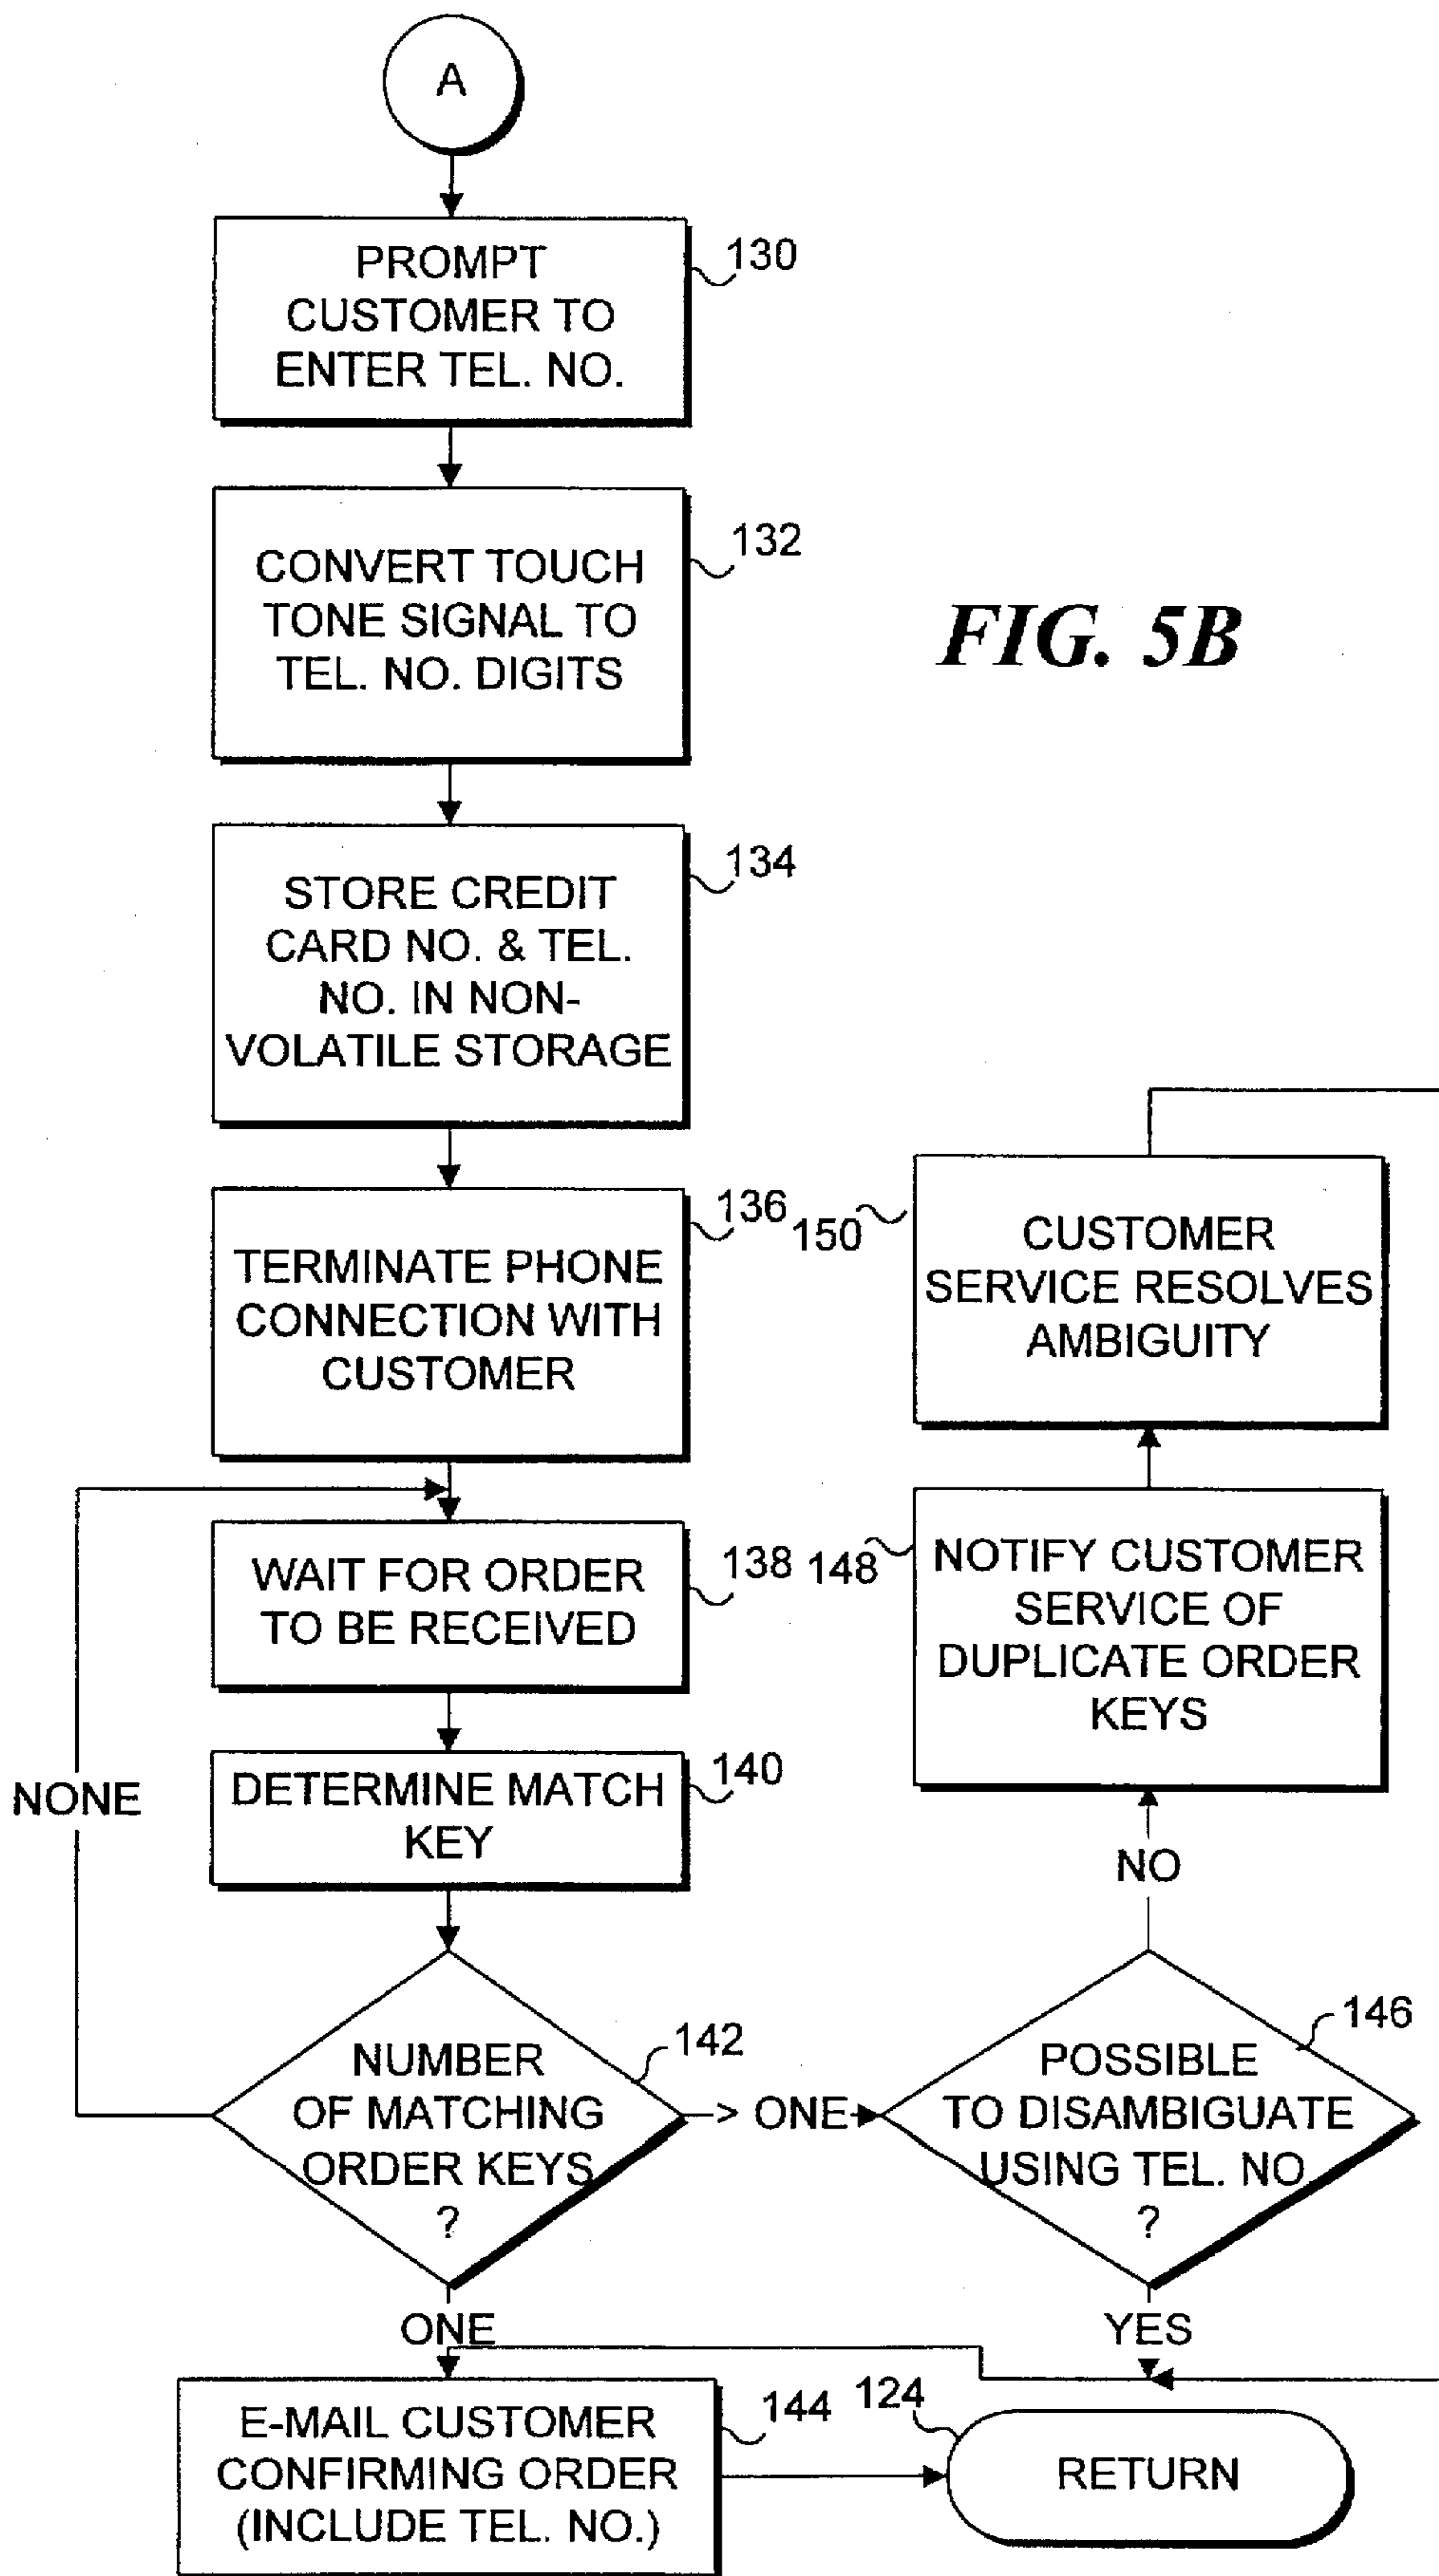 A
PROMPT
CUSTOMER TO
ENTER TEL. NO.
130
CONVERT TOUCH
TONE SIGNAL TO
TEL. NO. DIGITS
132
FIG. 5B
STORE CREDIT
CARD NO. & TEL.
NO. IN NON-
VOLATILE STORAGE
134
TERMINATE PHONE
CONNECTION WITH
CUSTOMER
136
150
CUSTOMER
SERVICE RESOLVES
AMBIGUITY
WAIT FOR ORDER
TO BE RECEIVED
138
148
NOTIFY CUSTOMER
SERVICE OF
DUPLICATE ORDER
KEYS
DETERMINE MATCH
KEY
140
NONE
NO
NUMBER
OF MATCHING
ORDER KEYS
?
142
> ONE
POSSIBLE
TO DISAMBIGUATE
USING TEL. NO
?
146
ONE
YES
E-MAIL CUSTOMER
CONFIRMING ORDER
(INCLUDE TEL. NO.)
144
124
RETURN